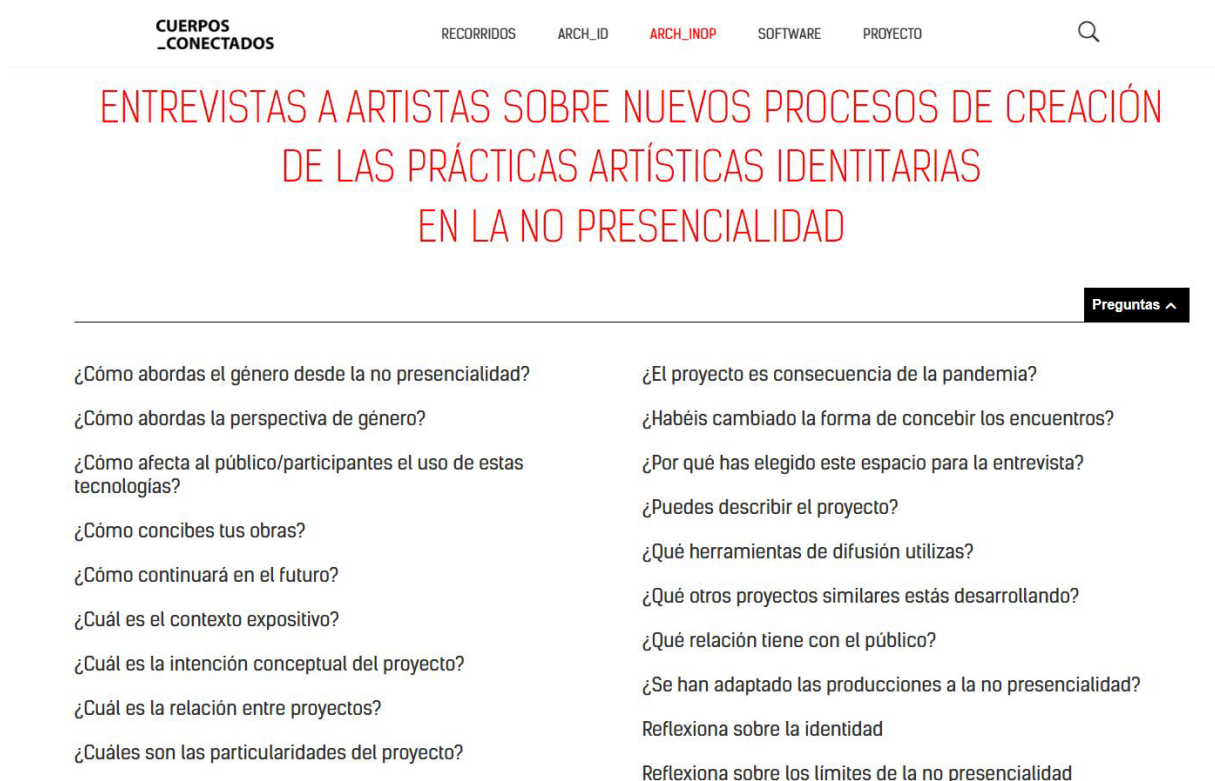 CUERPOS
_CONECTADOS
RECORRIDOS ARCH_ID ARCH_INOP SOFTWARE PROYECTO
ENTREVISTAS A ARTISTAS SOBRE NUEVOS PROCESOS DE CREACIÓN
DE LAS PRÁCTICAS ARTÍSTICAS IDENTITARIAS
EN LA NO PRESENCIALIDAD
Preguntas
¿Cómo abordas el género desde la no presencialidad?
¿Cómo abordas la perspectiva de género?
¿Cómo afecta al público/participantes el uso de estas
tecnologías?
¿Cómo concibes tus obras?
¿Cómo continuará en el futuro?
¿Cuál es el contexto expositivo?
¿Cuál es la intención conceptual del proyecto?
¿Cuál es la relación entre proyectos?
¿Cuáles son las particularidades del proyecto?
¿El proyecto es consecuencia de la pandemia?
¿Habéis cambiado la forma de concebir los encuentros?
¿Por qué has elegido este espacio para la entrevista?
¿Puedes describir el proyecto?
¿Qué herramientas de difusión utilizas?
¿Qué otros proyectos similares estás desarrollando?
¿Qué relación tiene con el público?
¿Se han adaptado las producciones a la no presencialidad?
Reflexiona sobre la identidad
Reflexiona sobre los límites de la no presencialidad